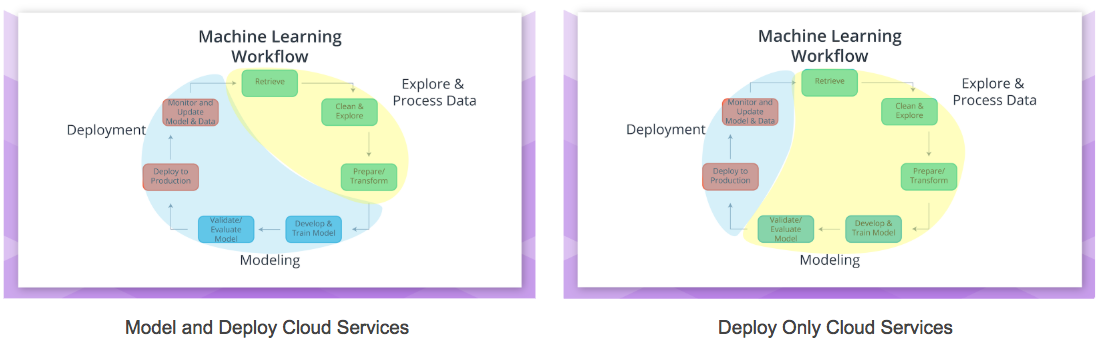 Machine Learning
Workflow
Retrieve
Explore &
Process Data
Clean &
Explore
Monitor and
Update
Model & Data
Deployment
Deploy to
Production
Prepare/
Transform
Validate/
Evaluate
Model
Develop &
Train Model
Modeling
Model and Deploy Cloud Services
Machine Learning
Workflow
Retrieve
Explore &
Process Data
Clean &
Explore
Monitor and
Update
Model & Data
Deployment
Deploy to
Production
Prepare/
Transform
Validate/
Evaluate
Model
Develop &
Train Model
Modeling
Deploy Only Cloud Services